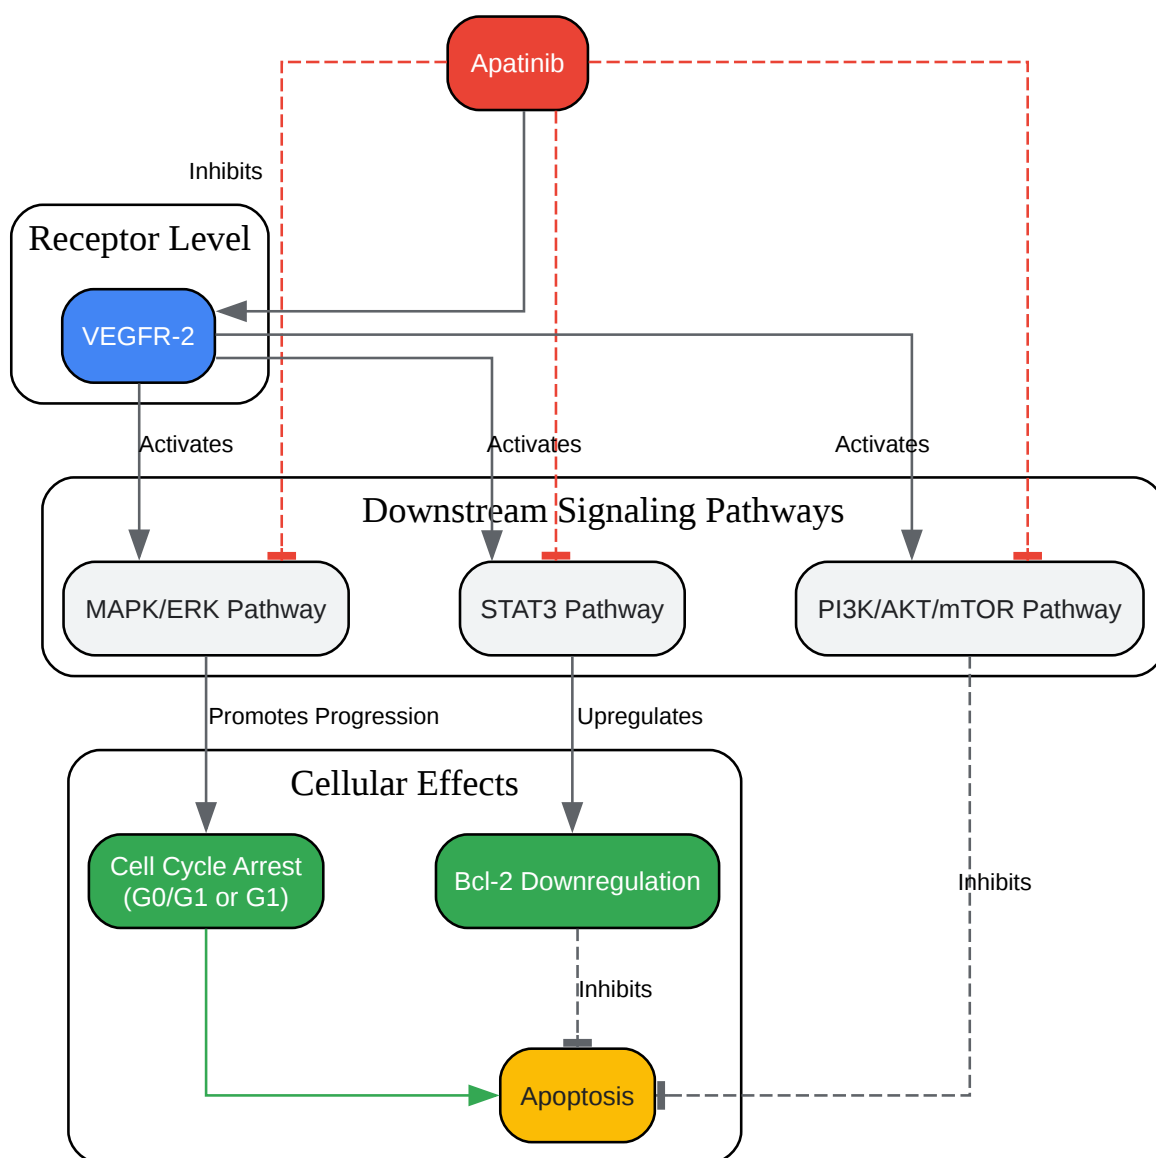 Apatinib
Inhibits
Receptor Level
VEGFR-2
Activates
Activates
Activates
Downstream Signaling Pathways
MAPK/ERK Pathway
STAT3 Pathway
PI3K/AKT/mTOR Pathway
Promotes Progression
Upregulates
Cellular Effects
Cell Cycle Arrest
(G0/G1 or G1)
Bcl-2 Downregulation
Inhibits
Inhibits
Apoptosis